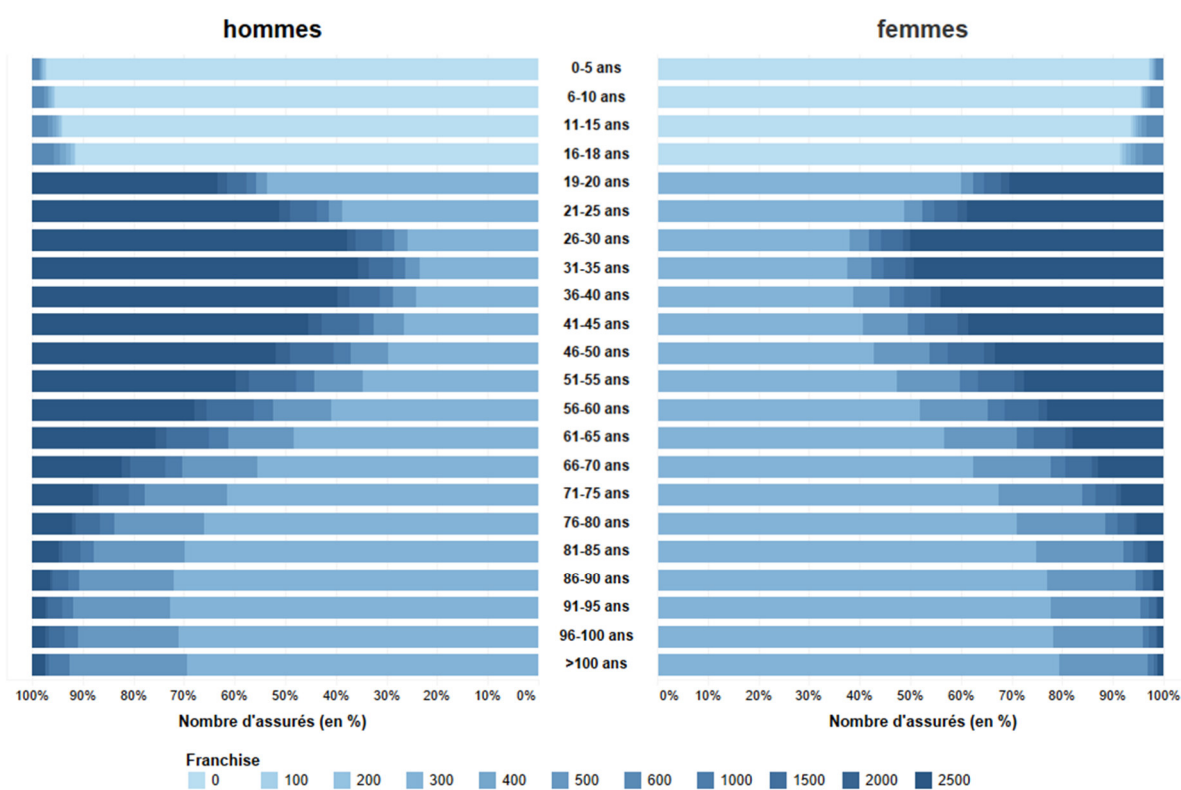 hommes
femmes
0-5 ans
6-10 ans
11-15 ans
16-18 ans
19-20 ans
21-25 ans
26-30 ans
31-35 ans
36-40 ans
41-45 ans
46-50 ans
51-55 ans
56-60 ans
61-65 ans
66-70 ans
71-75 ans
76-80 ans
81-85 ans
86-90 ans
91-95 ans
96-100 ans
>100 ans
100% 90% 80% 70% 60% 50% 40% 30% 20% 10% 0%
0% 10% 20% 30% 40% 50% 60% 70% 80% 90% 100%
Nombre d'assurés (en %)
Nombre d'assurés (en %)
Franchise
0 100 200 300 400 500 600 1000 1500 2000 2500